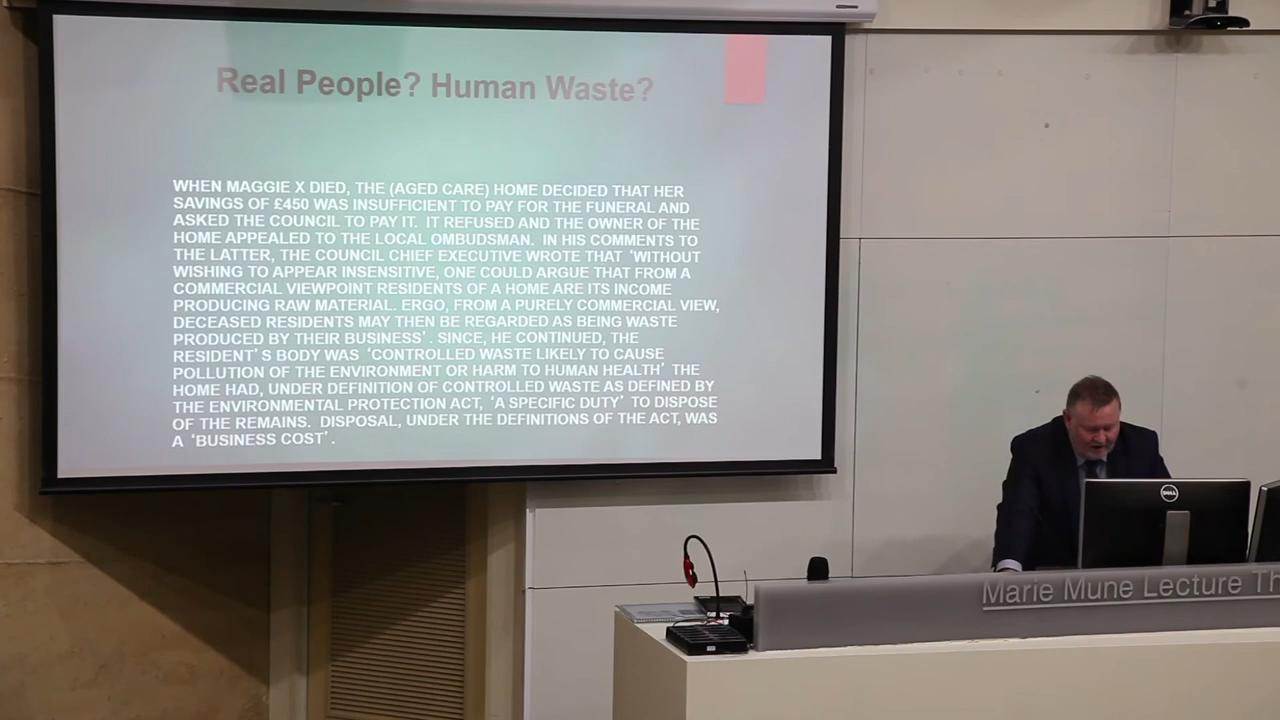 Real People? Human Waste?
WHEN MAGGIE X DIED, THE (AGED CARE) HOME DECIDED THAT HER
SAVINGS OF £450 WAS INSUFFICIENT TO PAY FOR THE FUNERAL AND
ASKED THE COUNCIL TO PAY IT. IT REFUSED AND THE OWNER OF THE
HOME APPEALED TO THE LOCAL OMBUDSMAN. IN HIS COMMENTS TO
THE LATTER, THE COUNCIL CHIEF EXECUTIVE WROTE THAT 'WITHOUT
WISHING TO APPEAR INSENSITIVE, ONE COULD ARGUE THAT FROM A
COMMERCIAL VIEWPOINT RESIDENTS OF A HOME ARE ITS INCOME
PRODUCING RAW MATERIAL. ERGO, FROM A PURELY COMMERCIAL VIEW,
DECEASED RESIDENTS MAY THEN BE REGARDED AS BEING WASTE
PRODUCED BY THEIR BUSINESS'. SINCE, HE CONTINUED, THE
RESIDENT'S BODY WAS 'CONTROLLED WASTE LIKELY TO CAUSE
POLLUTION OF THE ENVIRONMENT OR HARM TO HUMAN HEALTH' THE
HOME HAD, UNDER DEFINITION OF CONTROLLED WASTE AS DEFINED BY
THE ENVIRONMENTAL PROTECTION ACT, 'A SPECIFIC DUTY' TO DISPOSE
OF THE REMAINS. DISPOSAL, UNDER THE DEFINITIONS OF THE ACT, WAS
A 'BUSINESS COST'.
DELL
Marie Mune Lecture Th